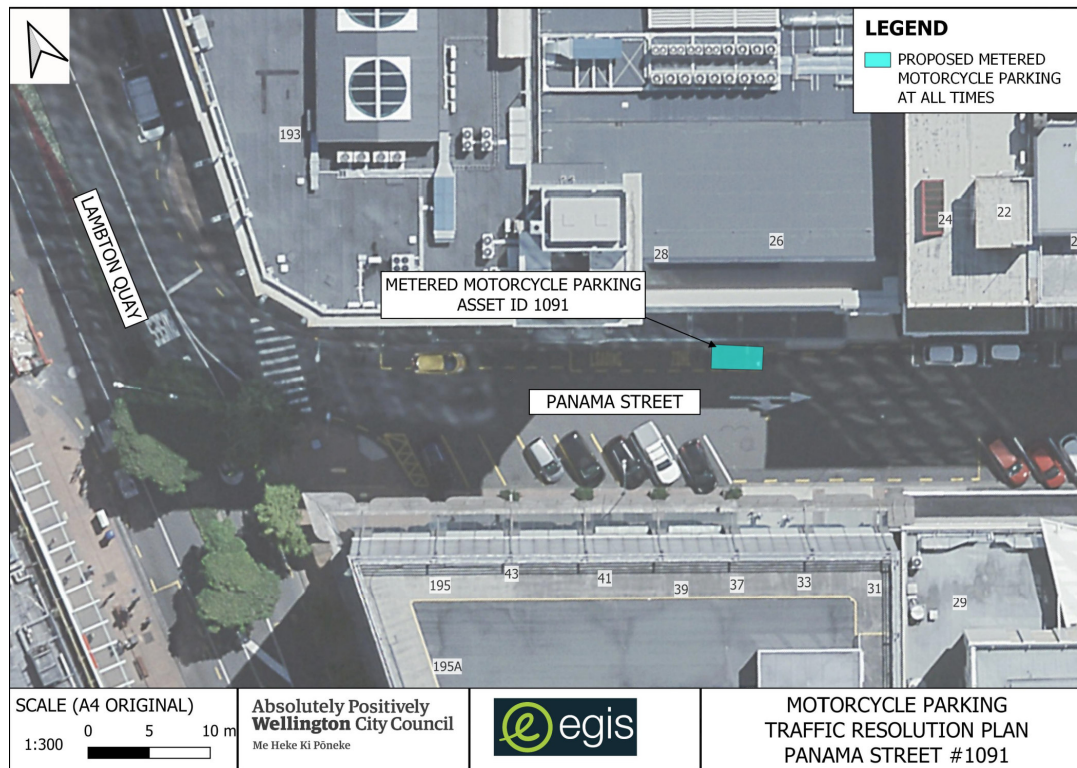 LEGEND
PROPOSED METERED
MOTORCYCLE PARKING
AT ALL TIMES
193
24
22
26
28
LAMBTON QUAY
METERED MOTORCYCLE PARKING
ASSET ID 1091
PANAMA STREET
195
43
41
39
37
33
31
29
195A
SCALE (A4 ORIGINAL)
0 5 10 m
1:300
Absolutely Positively
Wellington City Council
Me Heke Ki Pōneke
e egis
MOTORCYCLE PARKING
TRAFFIC RESOLUTION PLAN
PANAMA STREET #1091